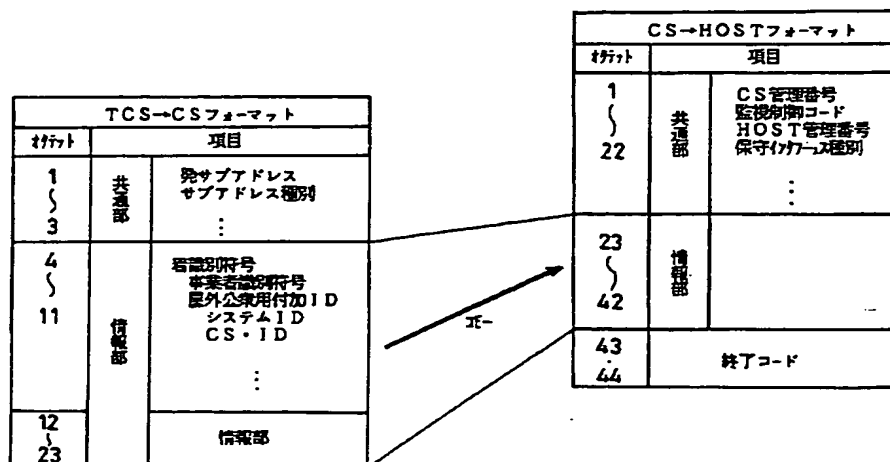 TCS→CSフォーマット
オクテット 項目
1
〜
3
共通部
発サブアドレス
サブアドレス種別
⋮
4
〜
11
情報部
着識別符号
事業者識別符号
屋外公衆用付加ID
システムID
CS・ID
⋮
12
〜
23
情報部
コピー
CS→HOSTフォーマット
オクテット 項目
1
〜
22
共通部
CS管理番号
監視制御コード
HOST管理番号
保守インタフェース種別
⋮
23
〜
42
情報部
43
・
44
終了コード